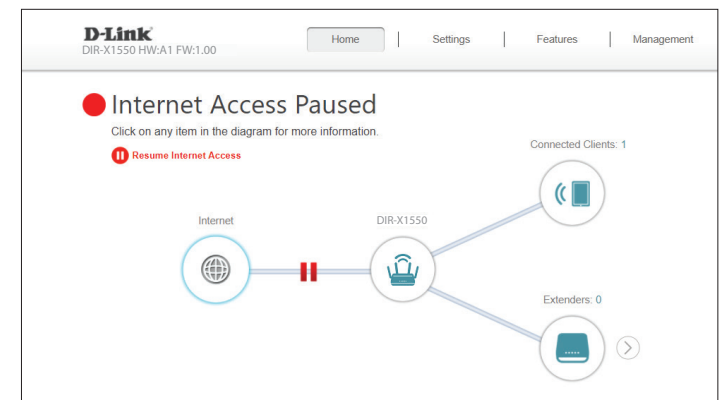 D-Link
DIR-X1550 HW:A1 FW:1.00
Home | Settings | Features | Management
Internet Access Paused
Click on any item in the diagram for more information.
Resume Internet Access
Connected Clients: 1
Internet
DIR-X1550
Extenders: 0